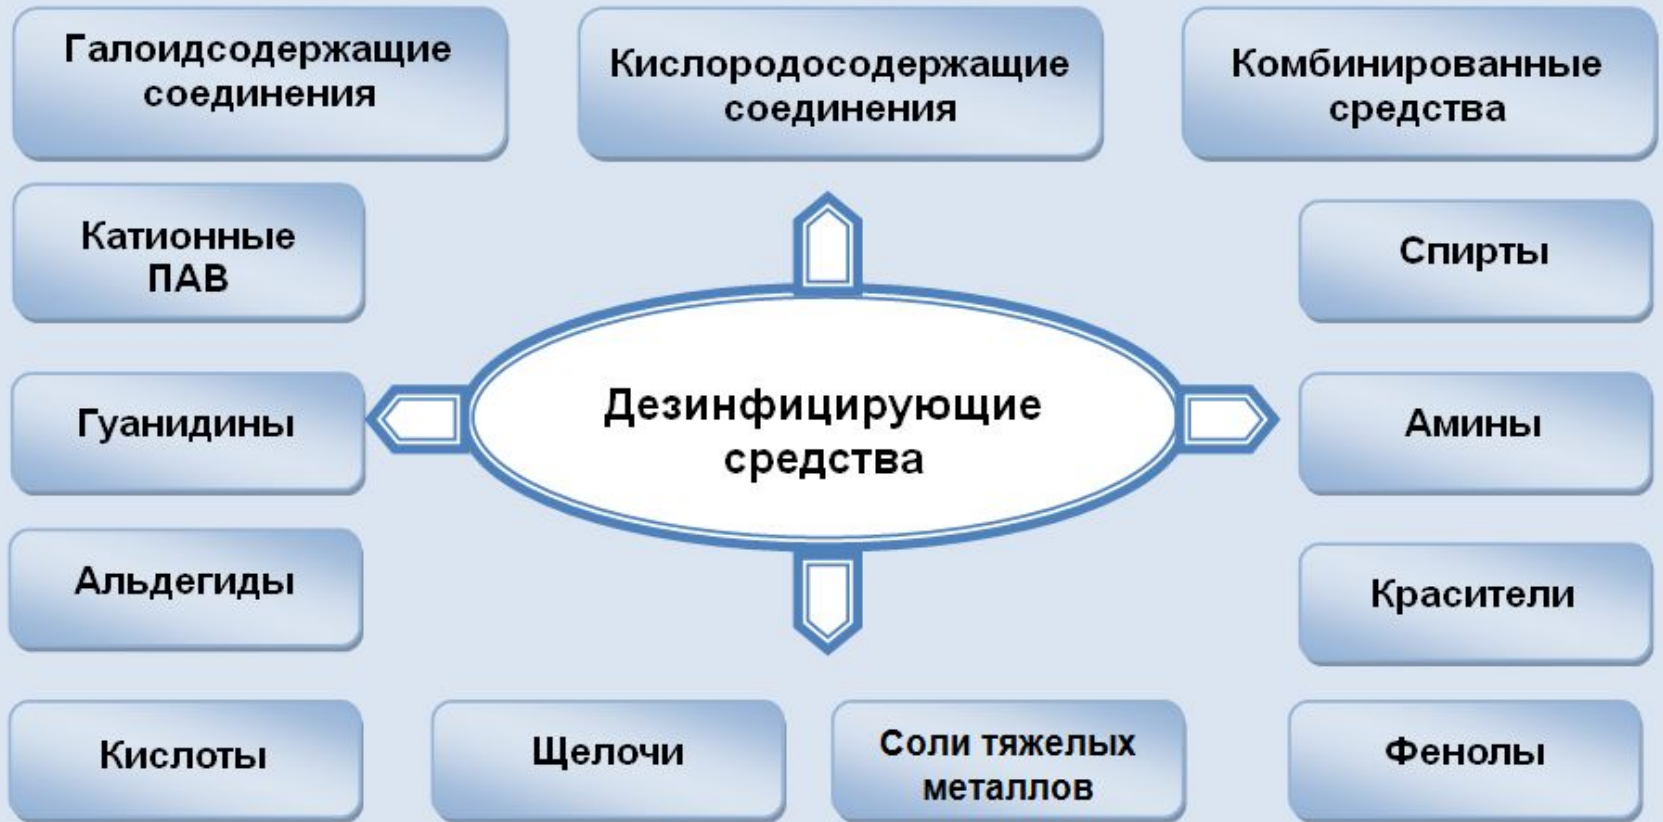 Галоидсодержащие
соединения
Кислородосодержащие
соединения
Комбинированные
средства
Катионные
ПАВ
Спирты
Гуанидины
Дезинфицирующие
средства
Амины
Альдегиды
Красители
Кислоты
Щелочи
Соли тяжелых
металлов
Фенолы